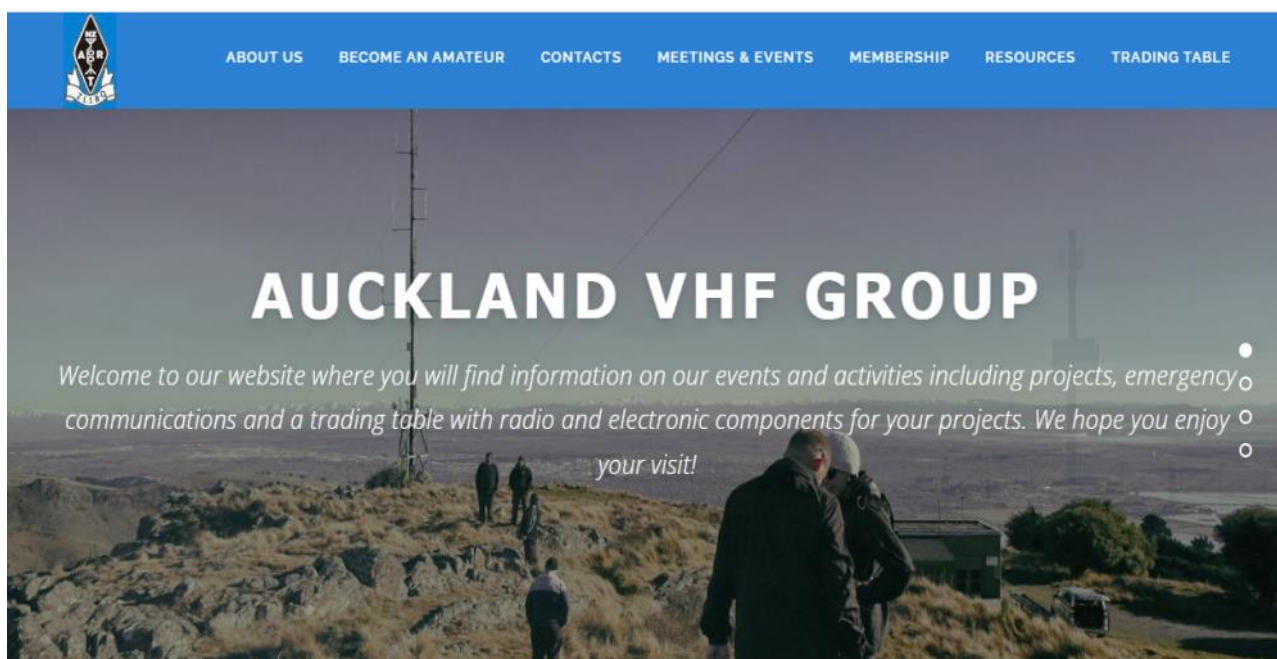 NZ
A R
T
ABOUT US
BECOME AN AMATEUR
CONTACTS
MEETINGS & EVENTS
MEMBERSHIP
RESOURCES
TRADING TABLE
AUCKLAND VHF GROUP
Welcome to our website where you will find information on our events and activities including projects, emergency
communications and a trading table with radio and electronic components for your projects. We hope you enjoy
your visit!